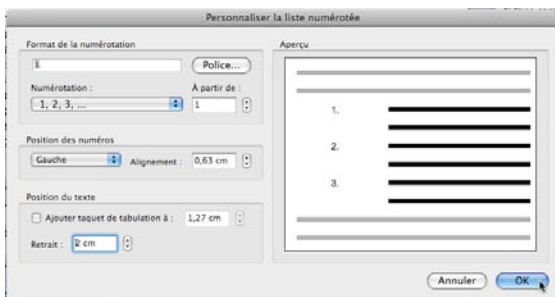 Personnaliser la liste numérotée
Format de la numérotation
1.
Police...
Numérotation :
À partir de :
1, 2, 3, ...
1
Position des numéros
Gauche
Alignement :
0,63 cm
Position du texte
Ajouter taquet de tabulation à :
1,27 cm
Retrait :
2 cm
Aperçu
1.
2.
3.
Annuler
OK